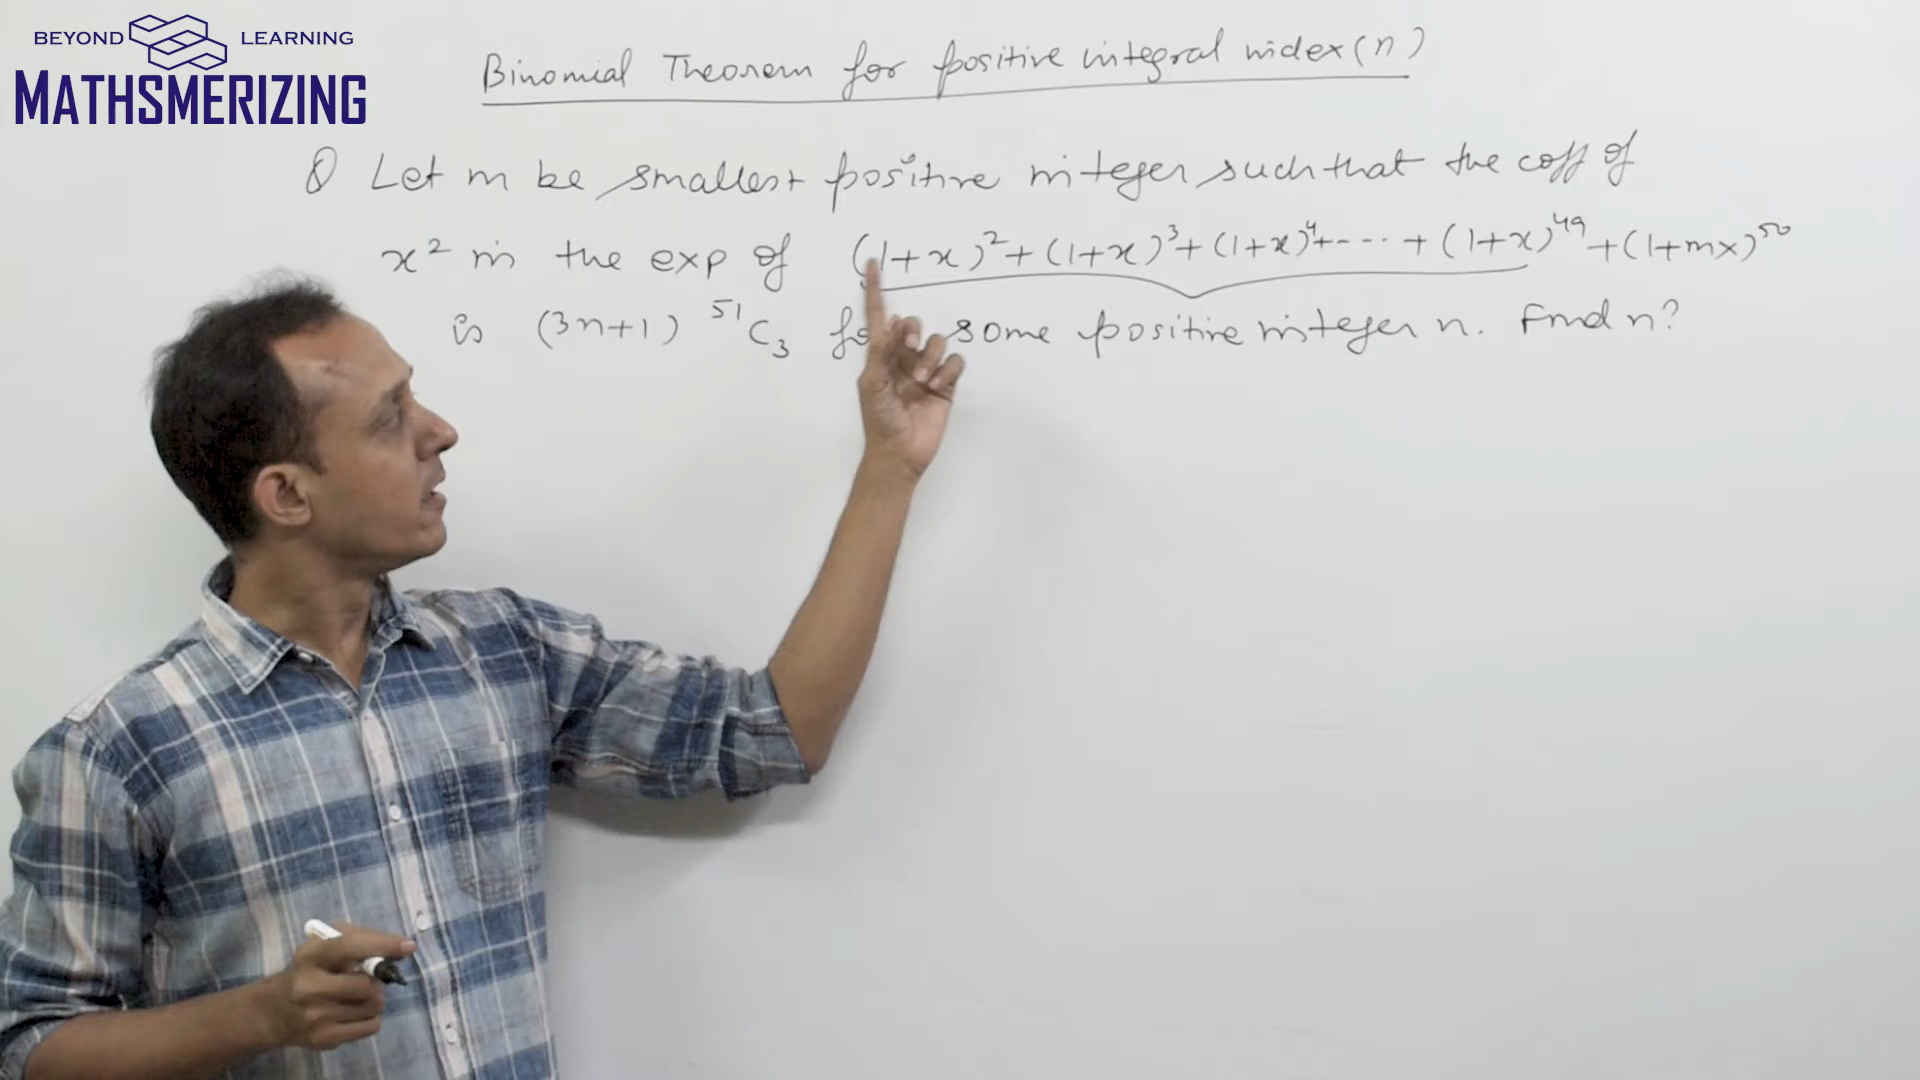 BEYOND LEARNING
MATHSMERIZING
Binomial Theorem for positive integral index (n)
Q Let m be smallest positive integer such that the coff of
x² in the exp of (1+x)² + (1+x)³ + (1+x)⁴ + --- + (1+x)⁴⁹ + (1+mx)⁵⁰
is (3n+1) ⁵¹C₃ for some positive integer n. Find n?